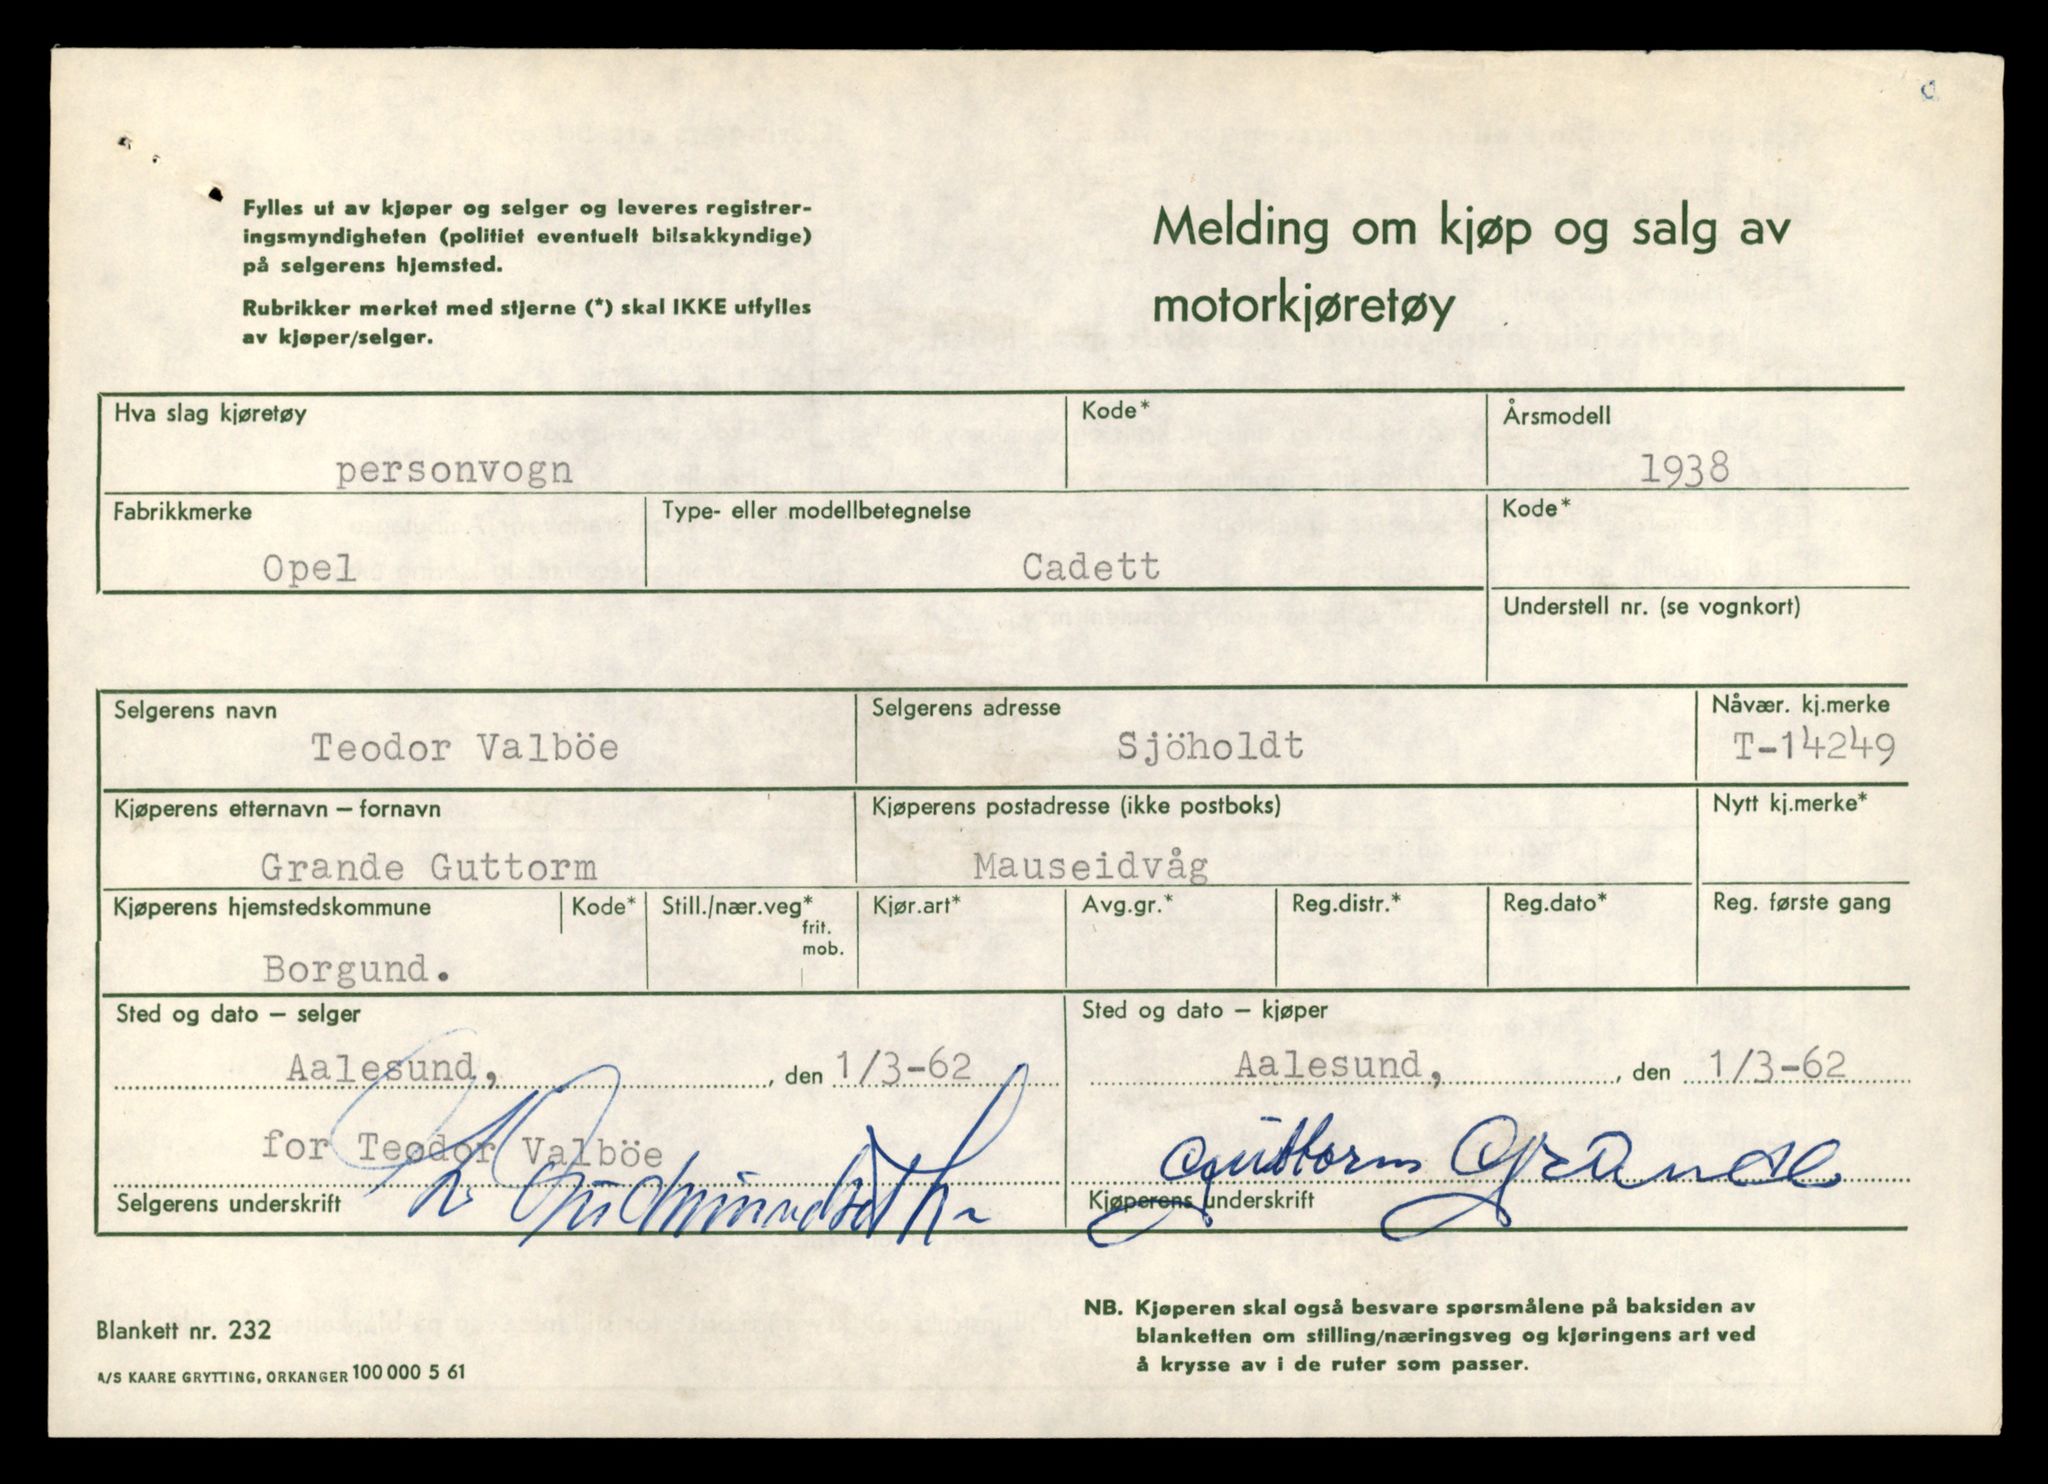 Fylles ut av kjøper og selger og leveres registrer-
ingsmyndigheten (politiet eventuelt bilsakkyndige)
på selgerens hjemsted.
Rubrikker merket med stjerne (*) skal IKKE utfylles
av kjøper/selger.
Melding om kjøp og salg av
motorkjøretøy
Hva slag kjøretøy
personvogn
Kode*
Årsmodell
1938
Fabrikkmerke
Opel
Type- eller modellbetegnelse
Cadett
Kode*
Understell nr. (se vognkort)
Selgerens navn
Teodor Valböe
Selgerens adresse
Sjöholdt
Nåvær. kj.merke
T-14249
Kjøperens etternavn – fornavn
Grande Guttorm
Kjøperens postadresse (ikke postboks)
Mauseidvåg
Nytt kj.merke*
Kjøperens hjemstedskommune
Borgund.
Kode*
Still./nær.veg*
frit.
mob.
Kjør.art*
Avg.gr.*
Reg.distr.*
Reg.dato*
Reg. første gang
Sted og dato – selger
Aalesund, den 1/3-62
for Teodor Valböe
Selgerens underskrift
Sted og dato – kjøper
Aalesund, den 1/3-62
Guttorm Grande
Kjøperens underskrift
Blankett nr. 232
A/S KAARE GRYTTING, ORKANGER 100 000 5 61
NB. Kjøperen skal også besvare spørsmålene på baksiden av
blanketten om stilling/næringsveg og kjøringens art ved
å krysse av i de ruter som passer.